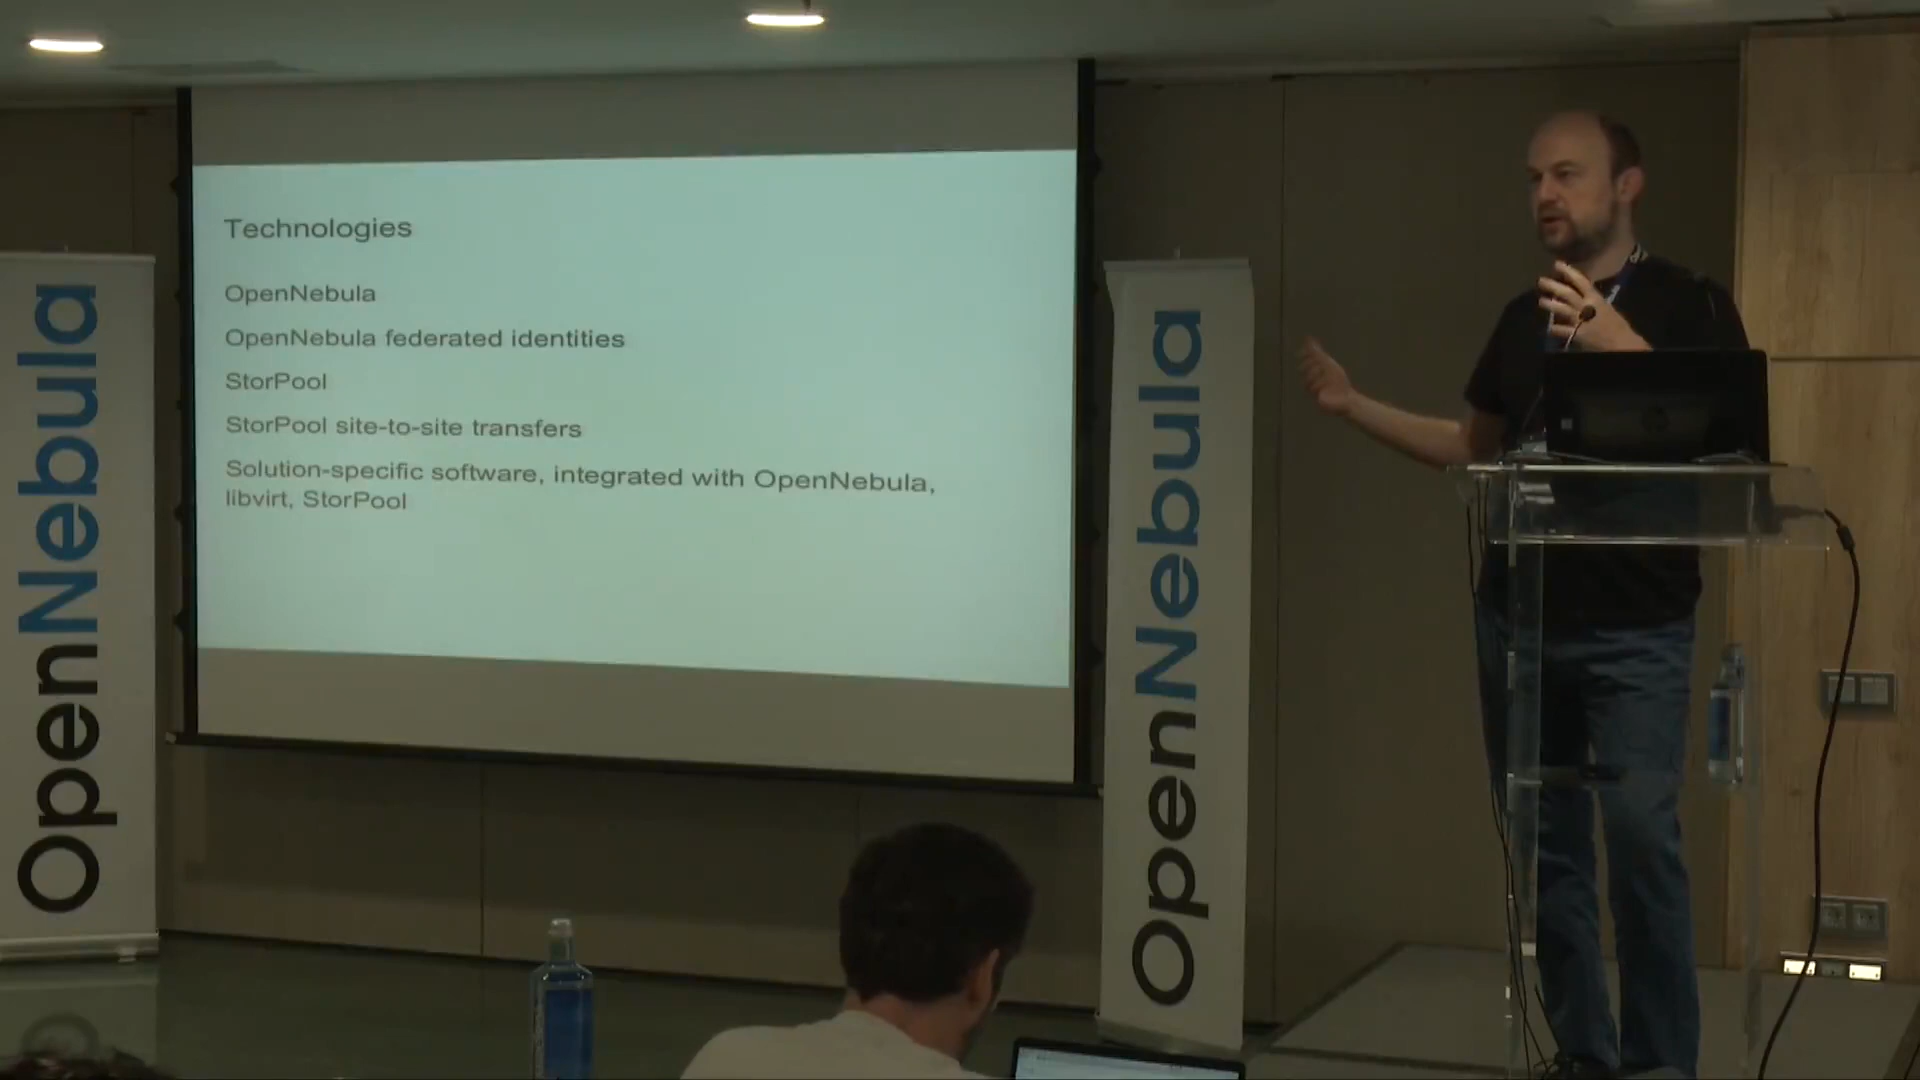 Technologies
OpenNebula
OpenNebula federated identities
StorPool
StorPool site-to-site transfers
Solution-specific software, integrated with OpenNebula,
libvirt, StorPool
OpenNebula
OpenNebula